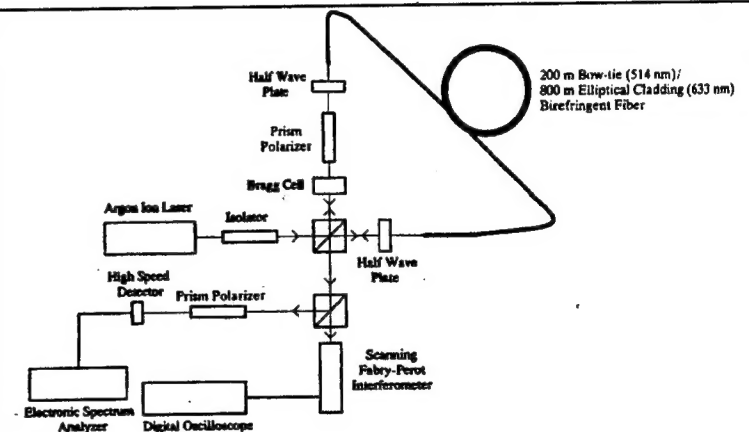 Half Wave
Plate
200 m Bow-tie (514 nm)/
800 m Elliptical Cladding (633 nm)
Birefringent Fiber
Prism
Polarizer
Bragg Cell
Argon Ion Laser
Isolator
Half Wave
Plate
High Speed
Detector
Prism Polarizer
Scanning
Fabry-Perot
Interferometer
Electronic Spectrum
Analyzer
Digital Oscilloscope